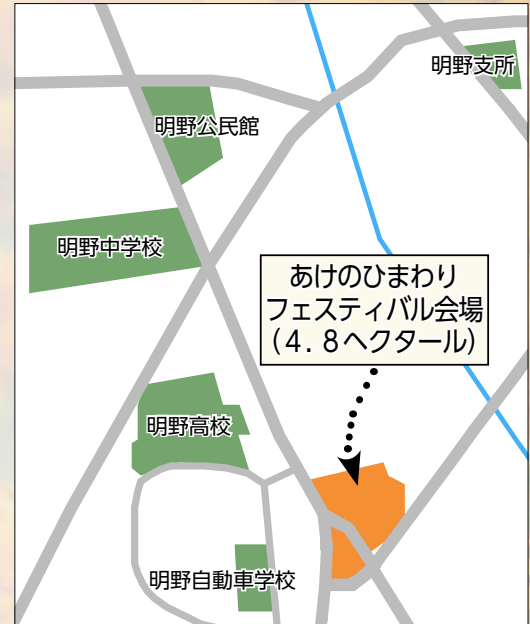 明野支所
明野公民館
明野中学校
あけのひまわり
フェスティバル会場
(4.8ヘクタール)
明野高校
明野自動車学校